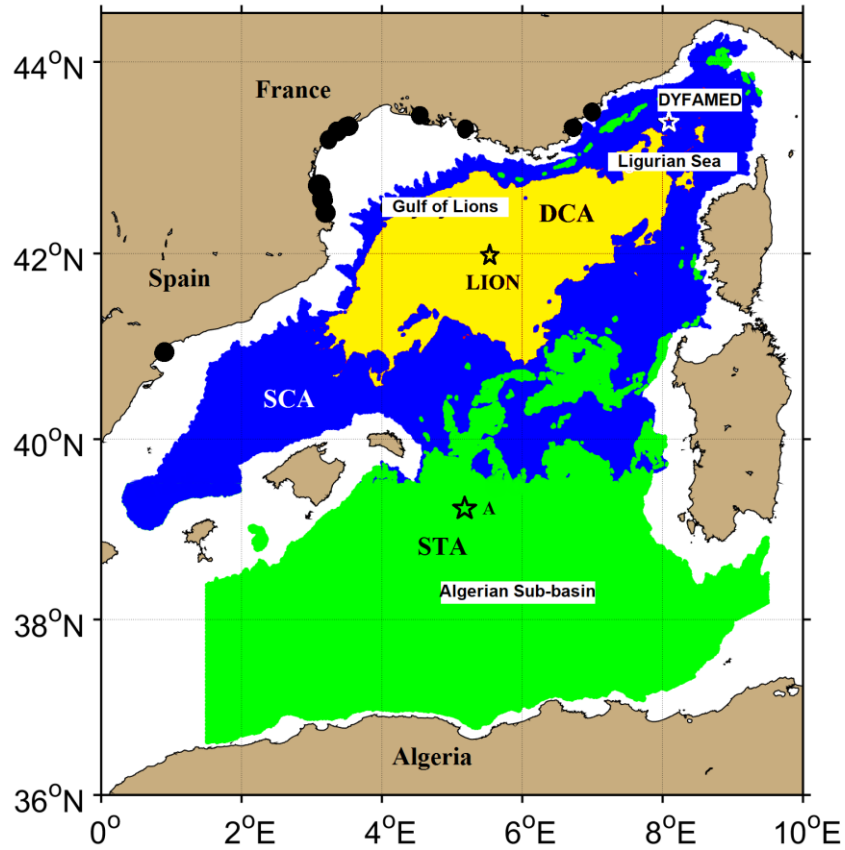 44°N
France
DYFAMED
Ligurian Sea
Gulf of Lions
DCA
42°N
Spain
LION
SCA
40°N
A
STA
Algerian Sub-basin
38°N
Algeria
36°N
0° 2°E 4°E 6°E 8°E 10°E